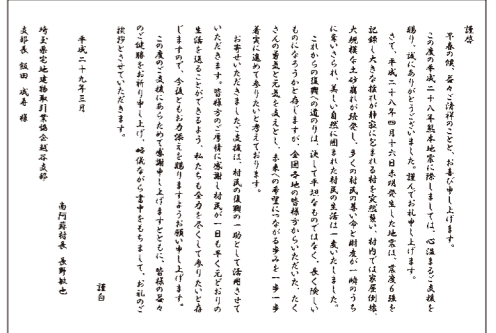 謹啓
早春の候、益々ご清祥のことと、お喜び申し上げます。
この度の平成二十八年熊本地震に際しましては、心温まるご支援を
賜り、誠にありがとうございました。謹んでお礼申し上げます。
さて、平成二十八年四月十六日未明発生した地震は、震度６強を
記録し大きな揺れが静寂に包まれる村を突然襲い、村内では家屋倒壊、
大規模な土砂崩れが頻発し、多くの村民の尊い命と財産が一瞬のうち
に奪いさられ、美しい自然に囲まれた村民の生活は一変いたしました。
これからの復興への道のりは、決して平坦なものではなく、長く険しい
ものになろうかと存じますが、全国各地の皆様方からいただいた、たく
さんの勇気と元気を支えとし、未来への希望につながる歩みを一歩一歩
着実に進めて参りたいと考えております。
お寄せいただきましたご支援は、村民の復興の一助として活用させて
いただきます。皆様方のご厚情に感謝し村民が一日も早く元どおりの
生活を送ることができるよう、私たちも全力を尽くして参りたいと存
じますので、今後ともお力添えを賜りますようお願い申し上げます。
この度のご支援にあらためて感謝申し上げますとともに、皆様の益々
のご健勝をお祈り申し上げ、略儀ながら書中をもちまして、お礼のご
挨拶とさせていただきます。
謹白
平成二十九年三月
南阿蘇村長 長野敏也
埼玉県宅地建物取引業協会越谷支部
支部長 飯田 成寿 様